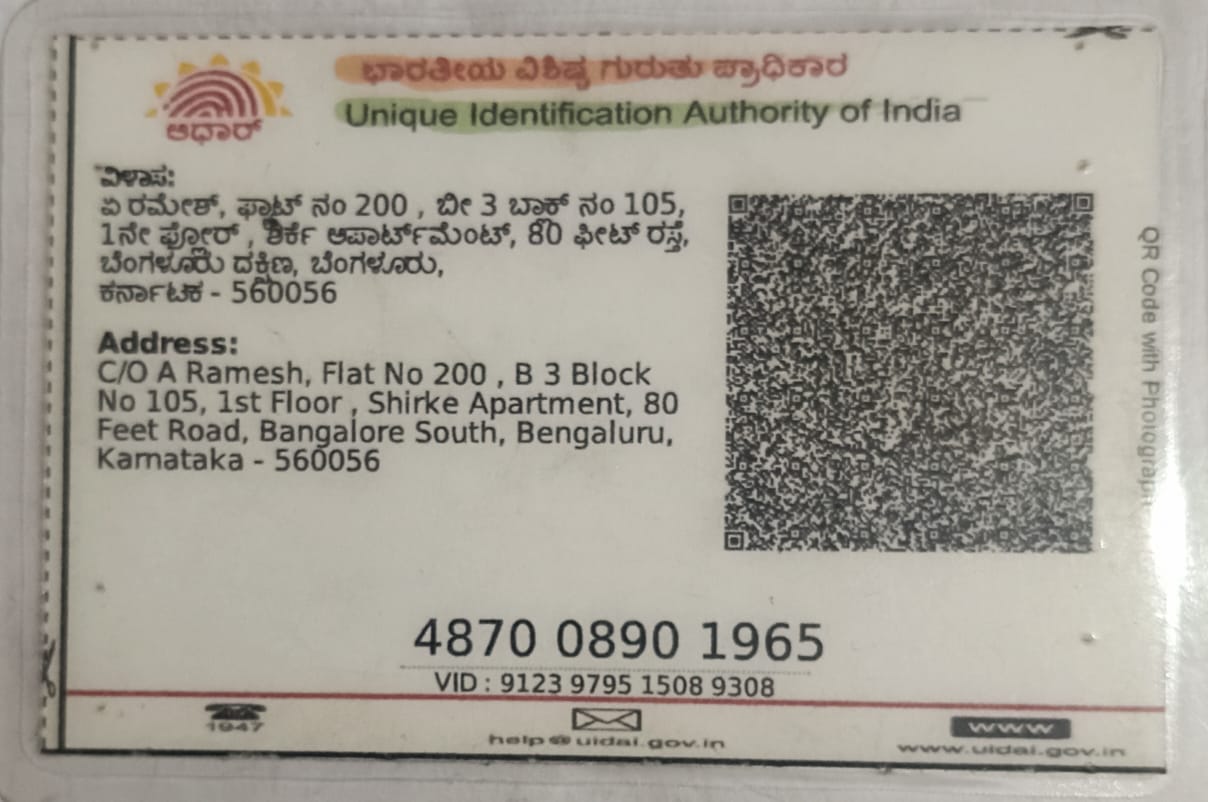 ಆಧಾರ್
ಭಾರತೀಯ ವಿಶಿಷ್ಟ ಗುರುತು ಪ್ರಾಧಿಕಾರ
Unique Identification Authority of India
ವಿಳಾಸ:
ಏ ರಮೇಶ್, ಫ್ಲಾಟ್ ನಂ 200 , ಬೀ 3 ಬ್ಲಾಕ್ ನಂ 105,
1ನೇ ಫ್ಲೋರ್ , ಶಿರ್ಕೆ ಆಪಾರ್ಟ್‌ಮೆಂಟ್, 80 ಫೀಟ್ ರಸ್ತೆ,
ಬೆಂಗಳೂರು ದಕ್ಷಿಣ, ಬೆಂಗಳೂರು,
ಕರ್ನಾಟಕ - 560056
Address:
C/O A Ramesh, Flat No 200 , B 3 Block
No 105, 1st Floor , Shirke Apartment, 80
Feet Road, Bangalore South, Bengaluru,
Karnataka - 560056
QR Code with Photograph
4870 0890 1965
VID : 9123 9795 1508 9308
1947
help@uidai.gov.in
www
www.uidai.gov.in